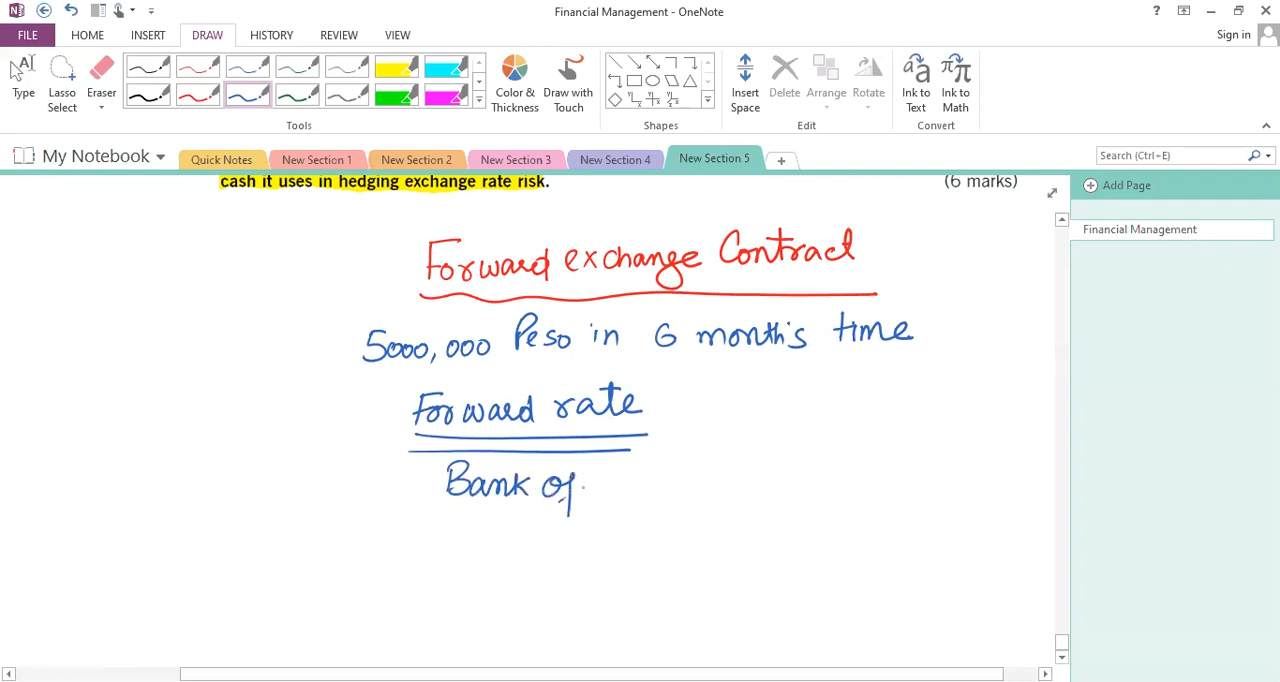 Financial Management - OneNote
?
Sign in
FILE HOME INSERT DRAW HISTORY REVIEW VIEW
Type
Lasso Select
Eraser
Color & Thickness
Draw with Touch
Insert Space
Delete
Arrange
Rotate
Ink to Text
Ink to Math
Tools
Shapes
Edit
Convert
My Notebook
Quick Notes
New Section 1
New Section 2
New Section 3
New Section 4
New Section 5
Search (Ctrl+E)
Add Page
Financial Management
cash it uses in hedging exchange rate risk. (6 marks)
Forward exchange Contract
5000,000 Peso in 6 month's time
Forward rate
Bank of